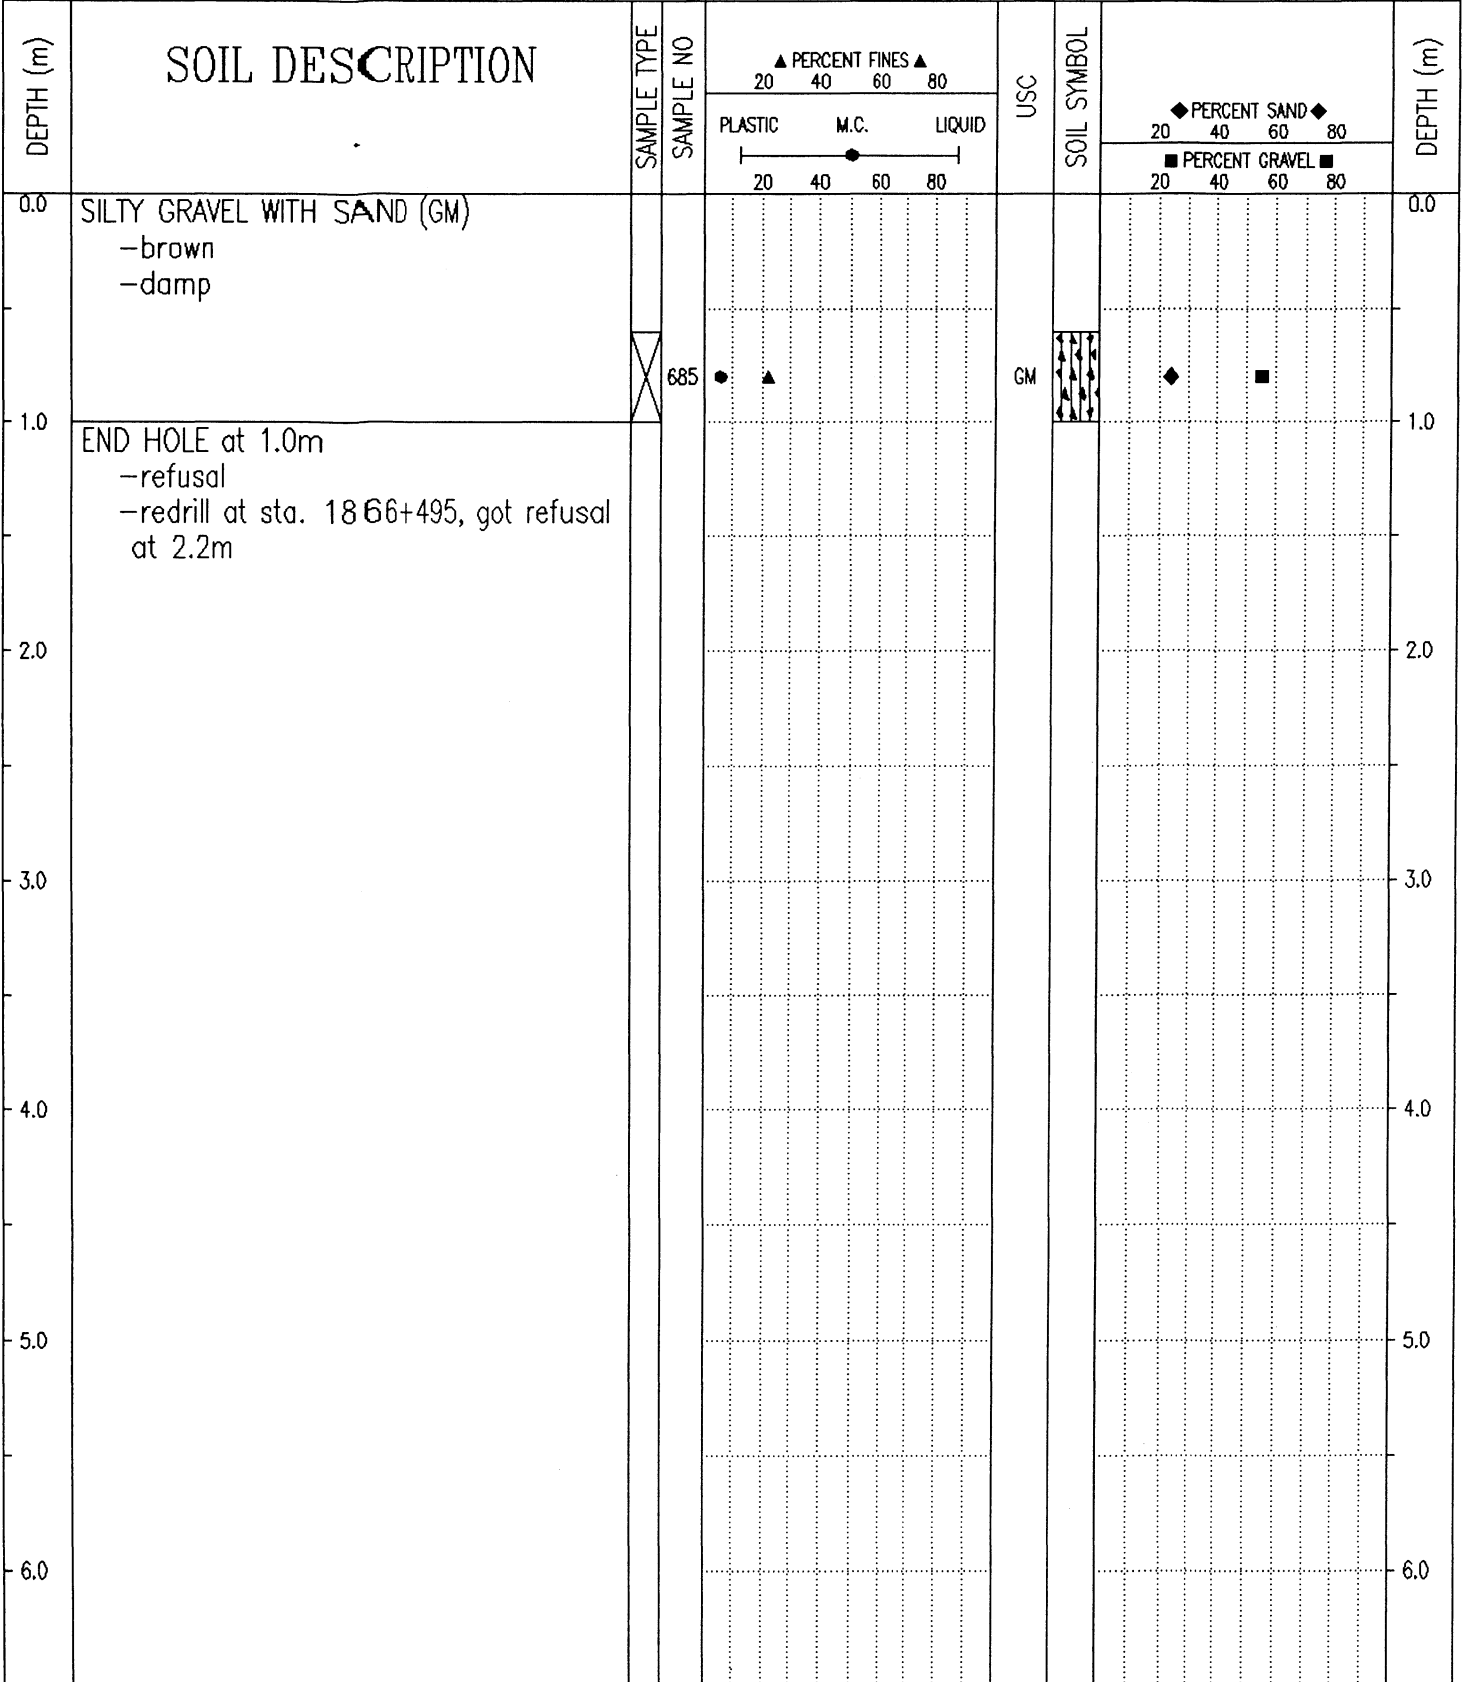 DEPTH (m)
SOIL DESCRIPTION
SAMPLE TYPE
SAMPLE NO
▲ PERCENT FINES ▲
20 40 60 80
PLASTIC M.C. LIQUID
20 40 60 80
USC
SOIL SYMBOL
◆ PERCENT SAND ◆
20 40 60 80
■ PERCENT GRAVEL ■
20 40 60 80
DEPTH (m)
0.0
SILTY GRAVEL WITH SAND (GM)
0.0
-brown
-damp
685
GM
1.0
1.0
END HOLE at 1.0m
-refusal
-redrill at sta. 1866+495, got refusal
at 2.2m
2.0
2.0
3.0
3.0
4.0
4.0
5.0
5.0
6.0
6.0